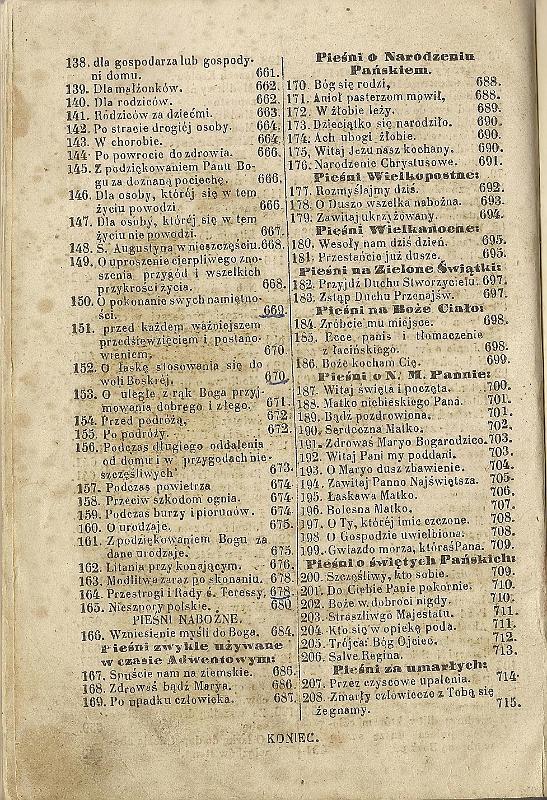 138. dla gospodarza lub gospody-
ni domu. 661.
139. Dla małżonków. 662.
140. Dla rodziców. 662.
141. Rodziców za dziećmi. 663.
142. Po stracie drogiéj osoby. 664.
143. W chorobie. 664.
144. Po powrocie do zdrowia. 666.
145. Z podziękowaniem Panu Bo-
gu za doznaną pociechę. 666.
146. Dla osoby, któréj się w tem
życiu powodzi. 666.
147. Dla osoby, któréj się w tem
życiu nie powodzi. 667.
148. S. Augustyna w nieszczęściu. 668.
149. O uproszenie cierpliwego zno-
szenia przygód i wszelkich
przykrości życia. 668.
150. O pokonanie swych namiętno-
ści. 669.
151. przed każdem ważniejszem
przedsięwzięciem i postano-
wieniem. 670.
152. O łaskę stosowania się do
woli Boskiéj. 670.
153. O uległe z rąk Boga przyj-
mowania dobrego i złego. 671.
154. Przed podróżą. 672.
155. Po podróży. 672.
156. Podczas długiego oddalenia
od domu i w przygodach nie-
szczęśliwych 673.
157. Podczas powietrza 674.
158. Przeciw szkodom ognia. 674.
159. Podczas burzy i piorunów. 674.
160. O urodzaje. 675.
161. Z podziękowaniem Bogu za
dane urodzaje. 675.
162. Litania przy konającym. 676.
163. Modlitwa zaraz po skonaniu. 678.
164. Przestrogi i Rady ś. Teressy. 678.
165. Nieszpory polskie. 680
PIEŚNI NABOŻNE.
166. Wzniesienie myśli do Boga. 684.
Pieśni zwykle używane
w czasie Adwentowym:
167. Spuście nam na ziemskie. 685.
168. Zdrowaś bądź Marya. 686.
169. Po upadku człowieka. 687.
Pieśni o Narodzeniu
Pańskiem.
170. Bóg się rodzi, 688.
171. Anioł pasterzom mówił, 688.
172. W żłobie leży. 689.
173. Dzieciątko się narodziło. 690.
174. Ach ubogi żłobie. 690.
175. Witaj Jezu nasz kochany. 690.
176. Narodzenie Chrystusowe. 691.
Pieśni Wielkopostne:
177. Rozmyślajmy dziś. 692.
178. O Duszo wszelka nabożna. 693.
179. Zawitaj ukrzyżowany. 694.
Pieśni Wielkanocne:
180. Wesoły nam dziś dzień. 695.
181. Przestańcie już dusze. 695.
Pieśni na Zielone Świątki:
182. Przyjdź Duchu Stworzycielu. 697.
183. Zstąp Duchu Przenajśw. 697.
Pieśni na Boże Ciało:
184. Zróbcie mu miejsce. 698.
185. Ecce panis i tłomaczenie
z łacińskiego. 698.
186. Boże kocham Cię. 699.
Pieśni o N. M. Pannie:
187. Witaj święta i poczęta. 700.
188. Matko niebieskiego Pana. 701.
189. Bądź pozdrowiona. 701.
190. Serdeczna Matko. 702.
191. Zdrowaś Maryo Bogarodzico. 703.
192. Witaj Pani my poddani. 703.
193. O Maryo dusz zbawienie. 704.
194. Zawitaj Panno Najświętsza. 705.
195. Łaskawa Matko. 706.
196. Bolesna Matko. 707.
197. O Ty, któréj imie czczone. 708.
198 O Gospodzie uwielbiona. 708.
199. Gwiazdo morza, któraś Pana. 709.
Pieśni o świętych Pańskich:
200. Szczęśliwy, kto sobie. 709.
201. Do Ciebie Panie pokornie. 710.
202. Boże w dobroci nigdy. 710.
203. Straszliwgo Majestatu. 711.
204. Kto się w opiekę poda. 711.
205. Trójca: Bóg Ojciec. 712.
206. Salve Regina. 713.
Pieśni za umarłych:
207. Przez czyscowe upalenia. 714.
208. Zmarły człowiecze z Tobą się
żegnamy. 715.
KONIEC.